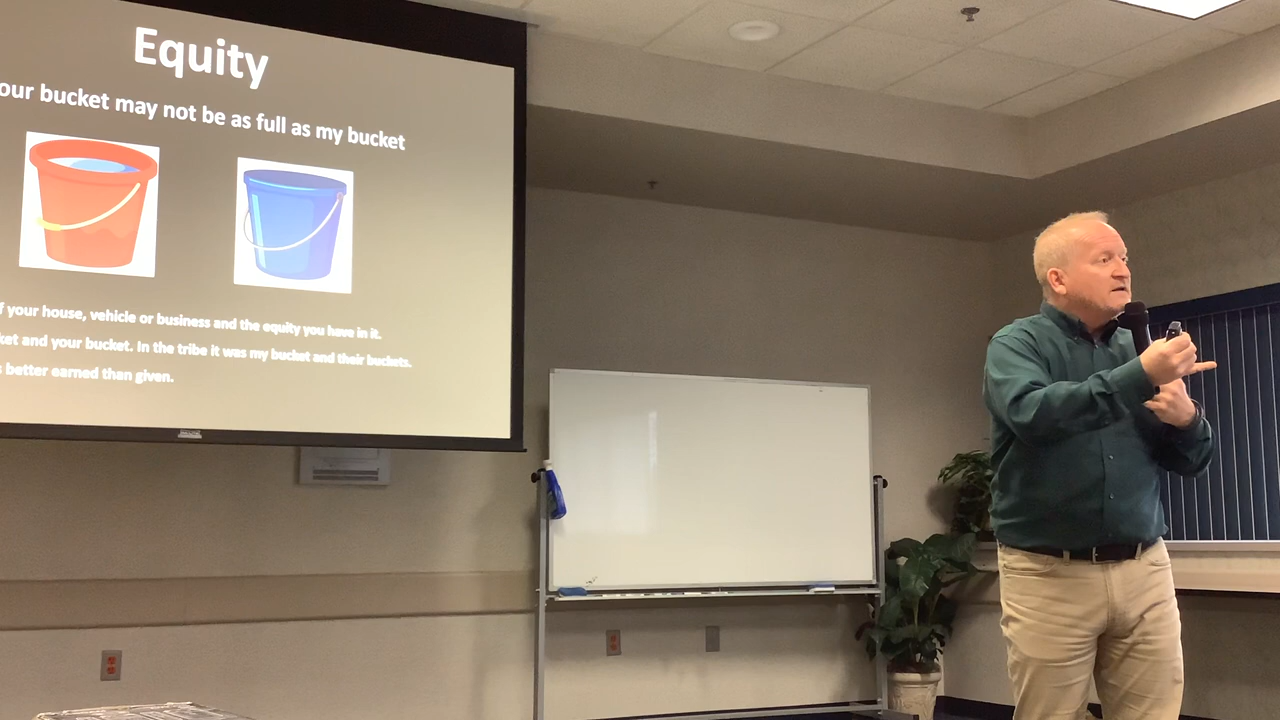 Equity
our bucket may not be as full as my bucket
f your house, vehicle or business and the equity you have in it.
ket and your bucket. In the tribe it was my bucket and their buckets.
s better earned than given.